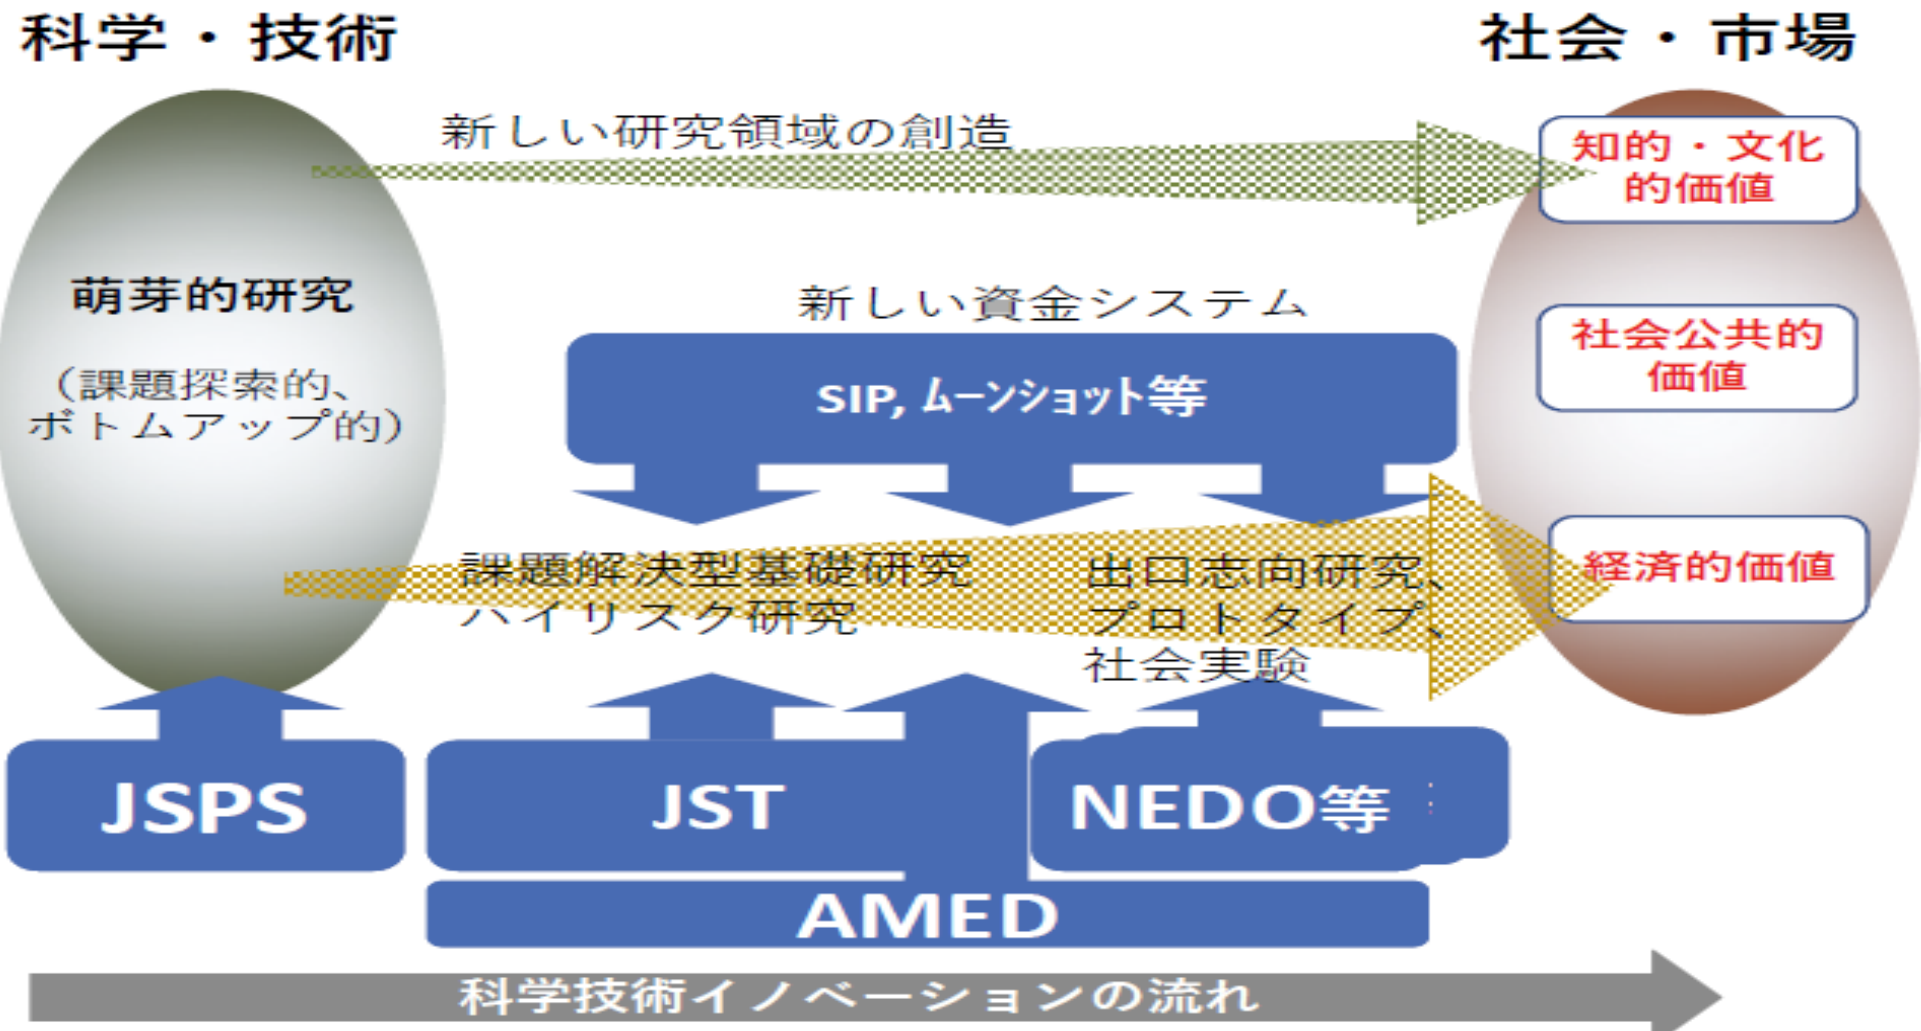 科学・技術
社会・市場
新しい研究領域の創造
知的・文化
的価値
萌芽的研究
(課題探索的、
ボトムアップ的)
新しい資金システム
SIP, ムーンショット等
社会公共的
価値
課題解決型基礎研究
ハイリスク研究
出口志向研究、
プロトタイプ、
社会実験
経済的価値
JSPS
JST
NEDO等
AMED
科学技術イノベーションの流れ